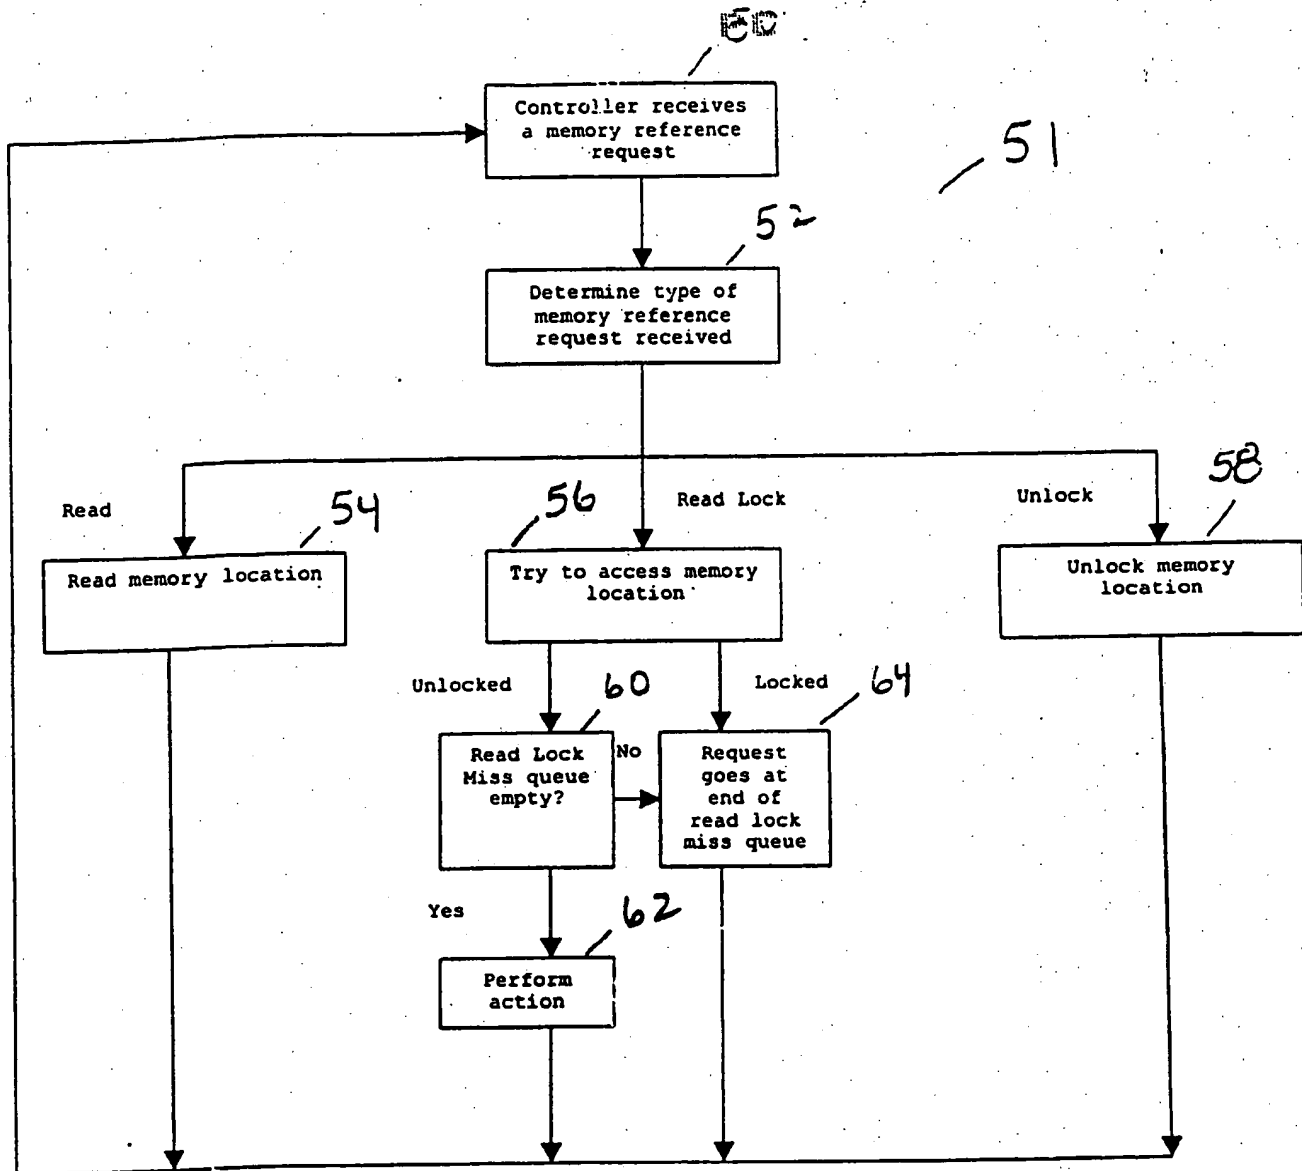 Controller receives
a memory reference
request
51
52
Determine type of
memory reference
request received
Read
54
56
Read Lock
Unlock
58
Read memory location
Try to access memory
location
Unlock memory
location
Unlocked
60
Locked
64
Read Lock
Miss queue
empty?
No
Request
goes at
end of
read lock
miss queue
Yes
62
Perform
action